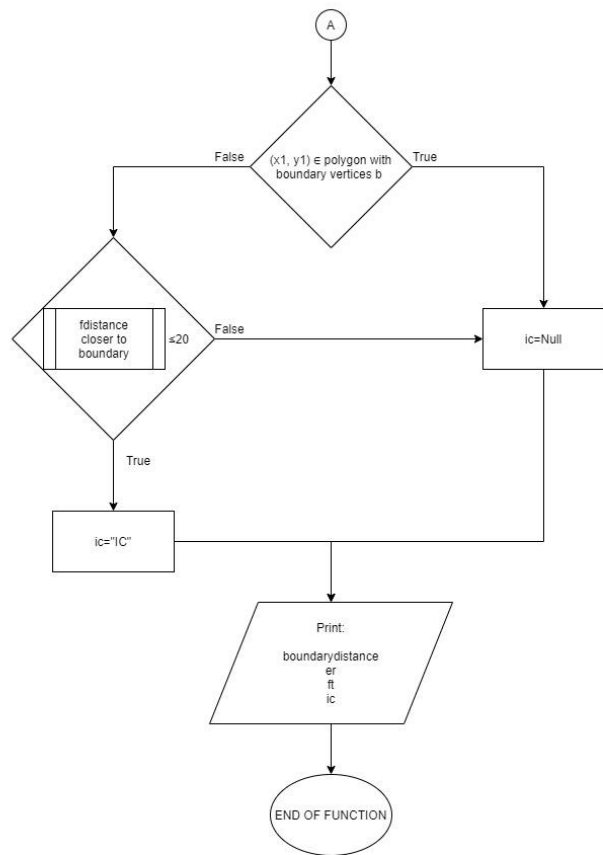 A
False
(x1, y1) ∈ polygon with
boundary vertices b
True
fdistance
closer to
boundary
≤20
False
ic=Null
True
ic="IC"
Print:
boundarydistance
er
ft
ic
END OF FUNCTION